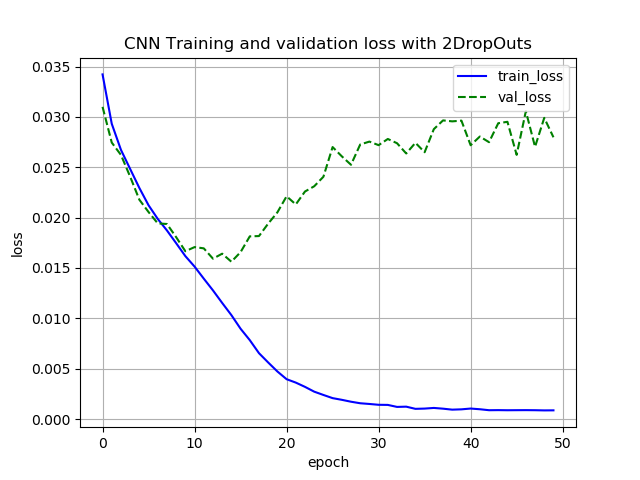 CNN Training and validation loss with 2DropOuts
train_loss
val_loss
0.035
0.030
0.025
0.020
0.015
0.010
0.005
0.000
loss
0 10 20 30 40 50
epoch